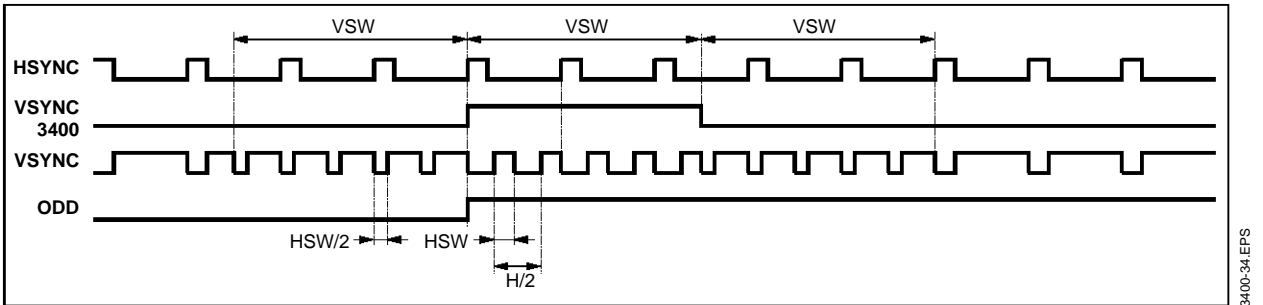 VSW VSW VSW
HSYNC
VSYNC
3400
VSYNC
ODD
HSW/2 HSW
H/2
3400-34.EPS